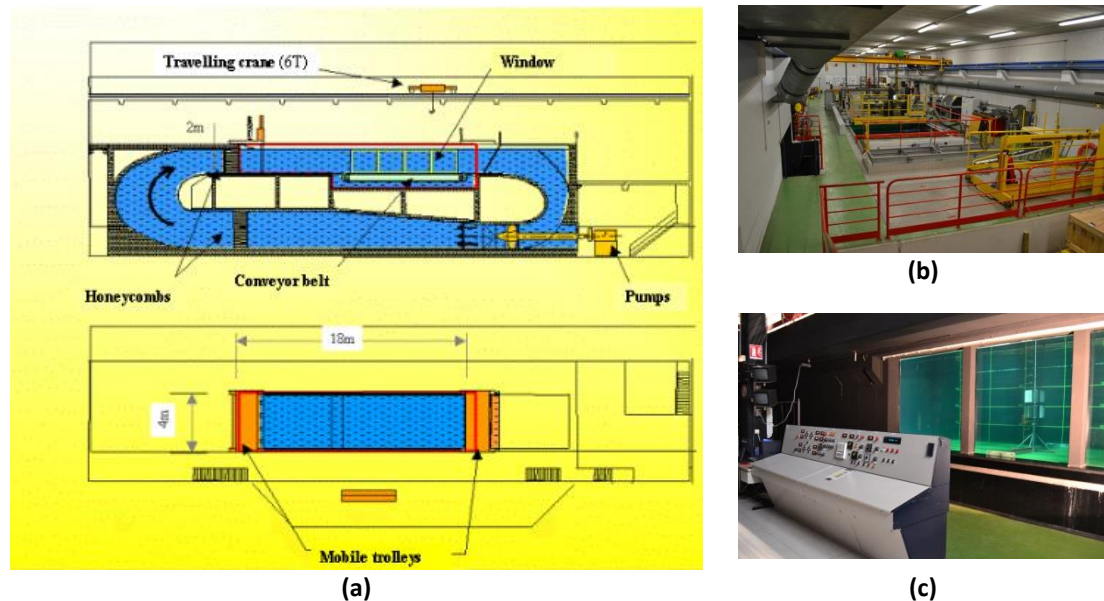 Travelling crane (6T)
Window
2m
Honeycombs
Conveyor belt
Pumps
18m
4m
Mobile trolleys
(a)
(b)
(c)